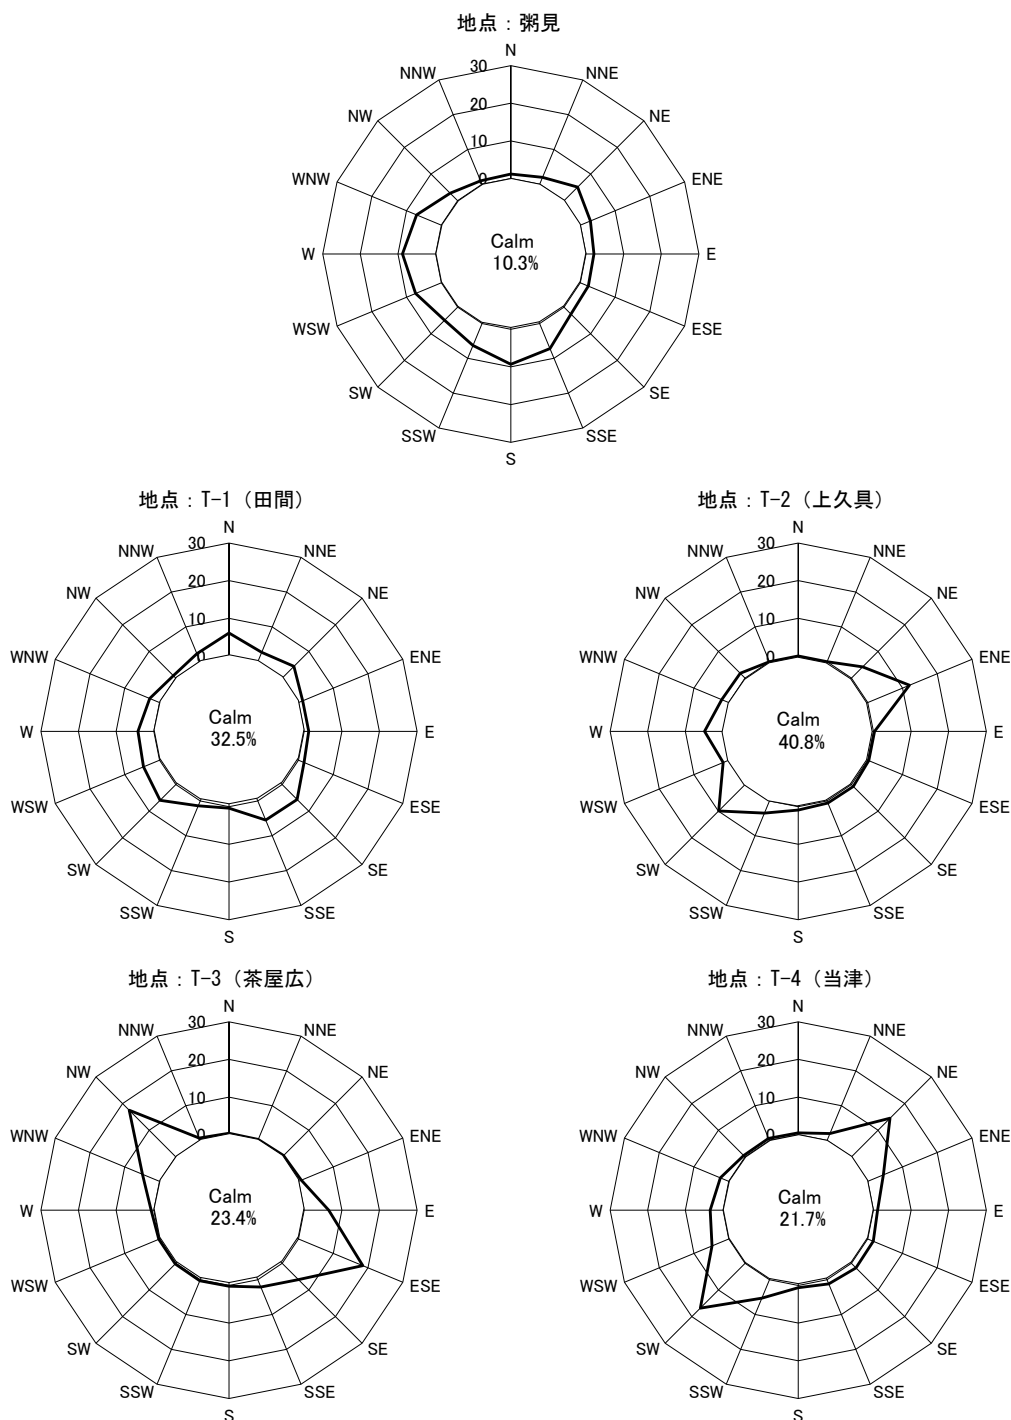 地点：粥見
N
30
NNW
NNE
20
NW
NE
10
WNW
ENE
0
Calm
10.3%
W
E
WSW
ESE
SW
SE
SSW
SSE
S
地点：T-1（田間）
N
30
NNW
NNE
20
NW
NE
10
WNW
ENE
0
Calm
32.5%
W
E
WSW
ESE
SW
SE
SSW
SSE
S
地点：T-2（上久具）
N
30
NNW
NNE
20
NW
NE
10
WNW
ENE
0
Calm
40.8%
W
E
WSW
ESE
SW
SE
SSW
SSE
S
地点：T-3（茶屋広）
N
30
NNW
NNE
20
NW
NE
10
WNW
ENE
0
Calm
23.4%
W
E
WSW
ESE
SW
SE
SSW
SSE
S
地点：T-4（当津）
N
30
NNW
NNE
20
NW
NE
10
WNW
ENE
0
Calm
21.7%
W
E
WSW
ESE
SW
SE
SSW
SSE
S